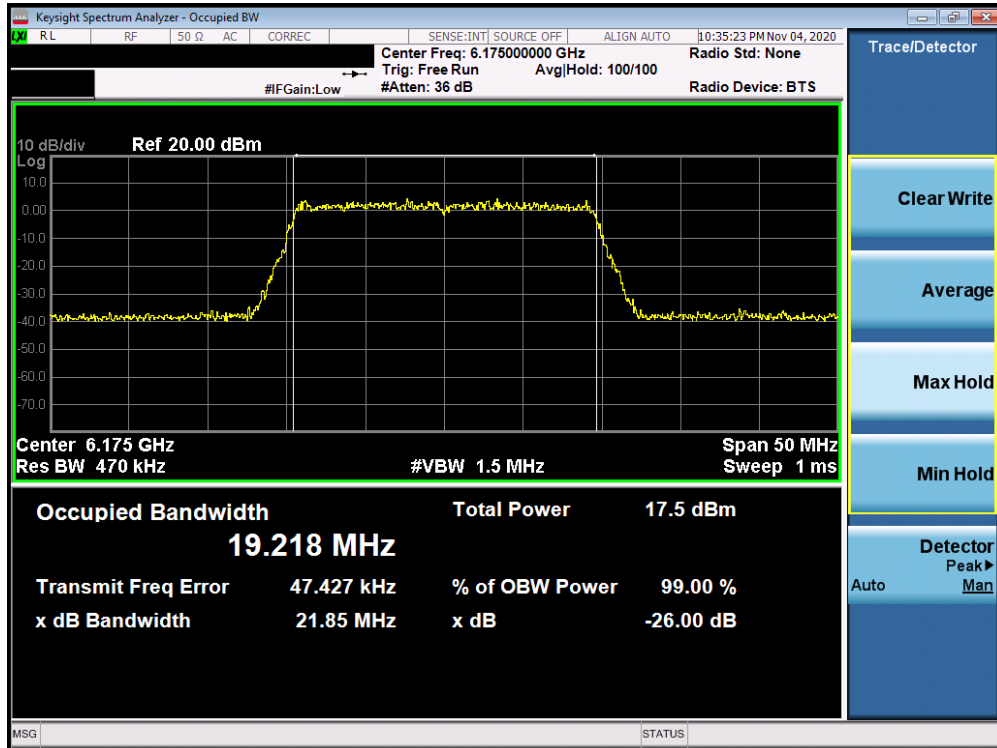 Keysight Spectrum Analyzer - Occupied BW
LXI RL RF 50 Ω AC CORREC SENSE:INT SOURCE OFF ALIGN AUTO 10:35:23 PM Nov 04, 2020
Center Freq: 6.175000000 GHz Radio Std: None
Trig: Free Run Avg|Hold: 100/100
#IFGain:Low #Atten: 36 dB Radio Device: BTS
10 dB/div Ref 20.00 dBm
Log
10.0
0.00
-10.0
-20.0
-30.0
-40.0
-50.0
-60.0
-70.0
Center 6.175 GHz Span 50 MHz
Res BW 470 kHz #VBW 1.5 MHz Sweep 1 ms
Occupied Bandwidth Total Power 17.5 dBm
19.218 MHz
Transmit Freq Error 47.427 kHz % of OBW Power 99.00 %
x dB Bandwidth 21.85 MHz x dB -26.00 dB
Trace/Detector
Clear Write
Average
Max Hold
Min Hold
Detector
Peak▶
Auto Man
MSG STATUS